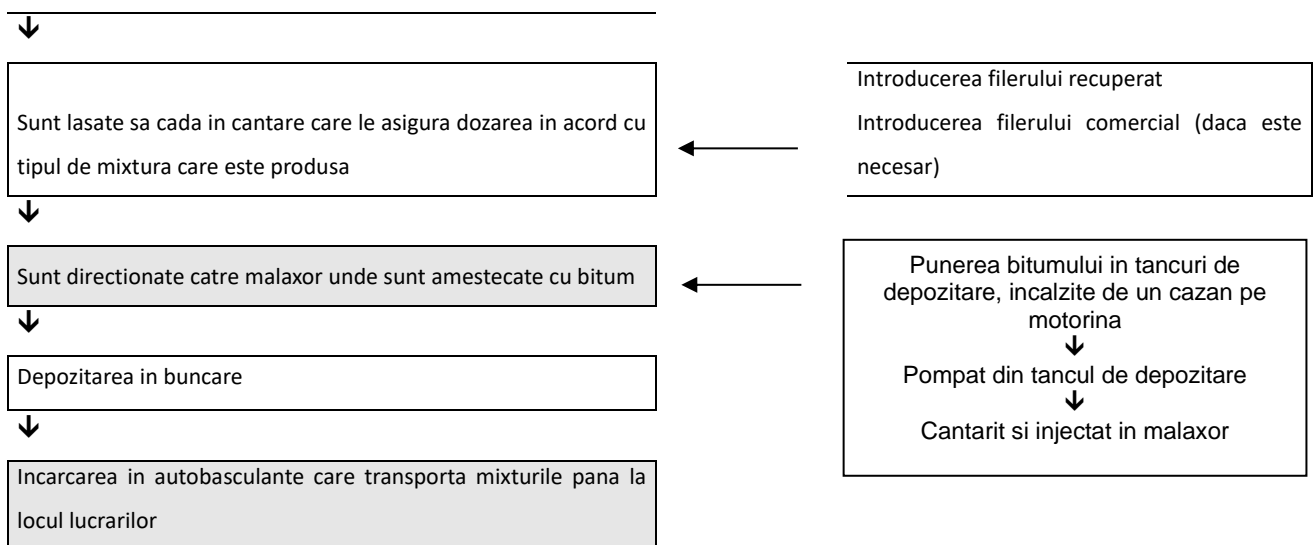 Introducerea filerului recuperat
Sunt lasate sa cada in cantare care le asigura dozarea in acord cu
tipul de mixtura care este produsa
Introducerea filerului comercial (daca este
necesar)
Sunt directionate catre malaxor unde sunt amestecate cu bitum
Punerea bitumului in tancuri de
depozitare, incalzite de un cazan pe
motorina
Pompat din tancul de depozitare
Cantarit si injectat in malaxor
Depozitarea in buncare
Incarcarea in autobasculante care transporta mixturile pana la
locul lucrarilor